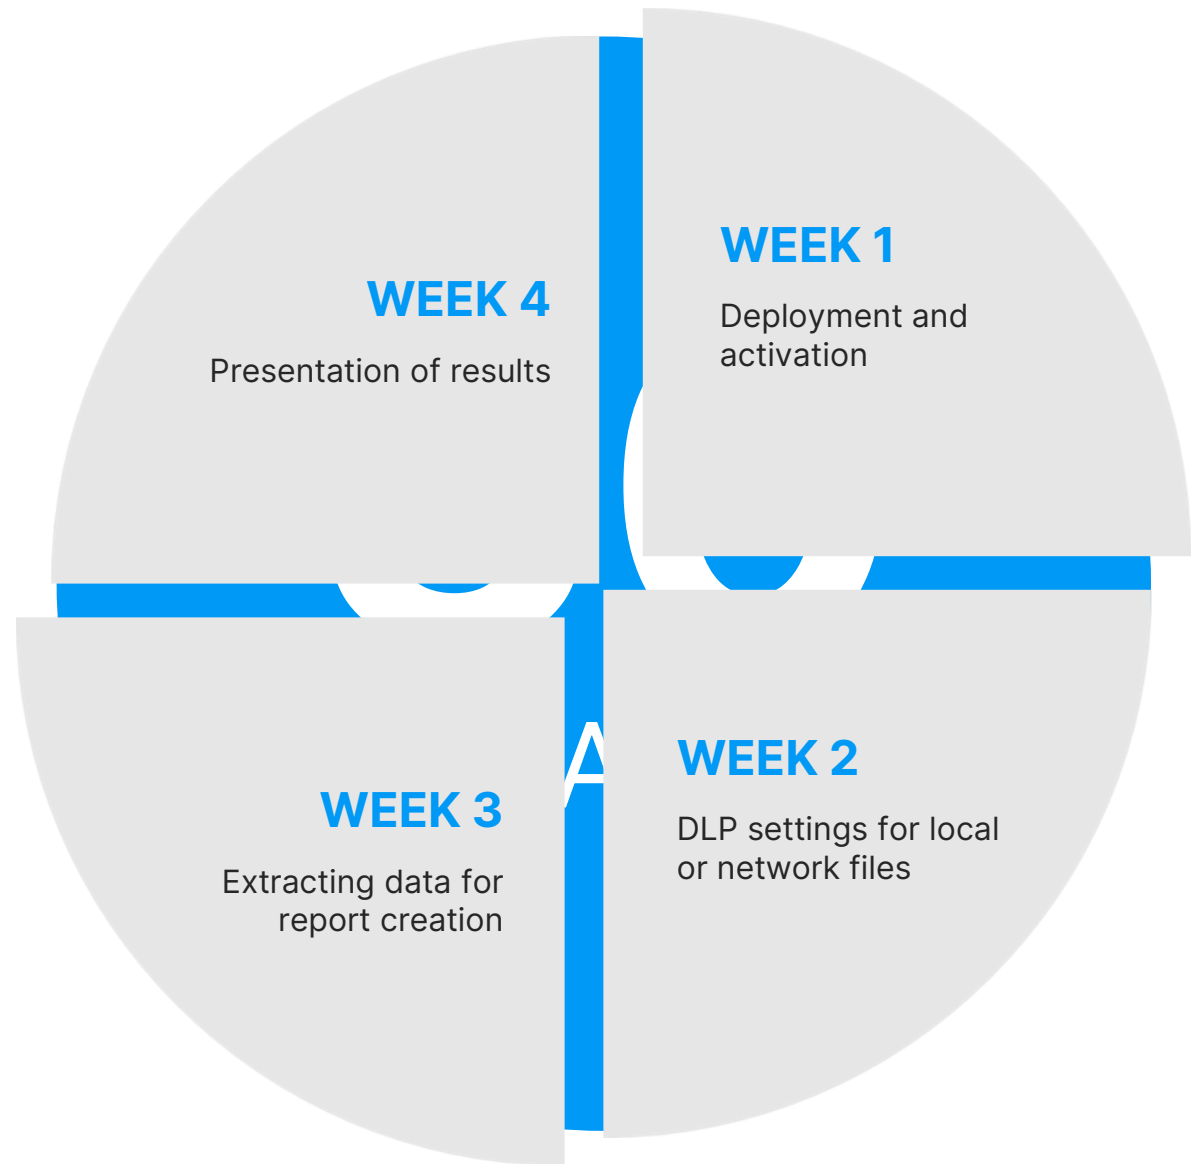 WEEK 1
Deployment and
activation
WEEK 2
DLP settings for local
or network files
WEEK 3
Extracting data for
report creation
WEEK 4
Presentation of results